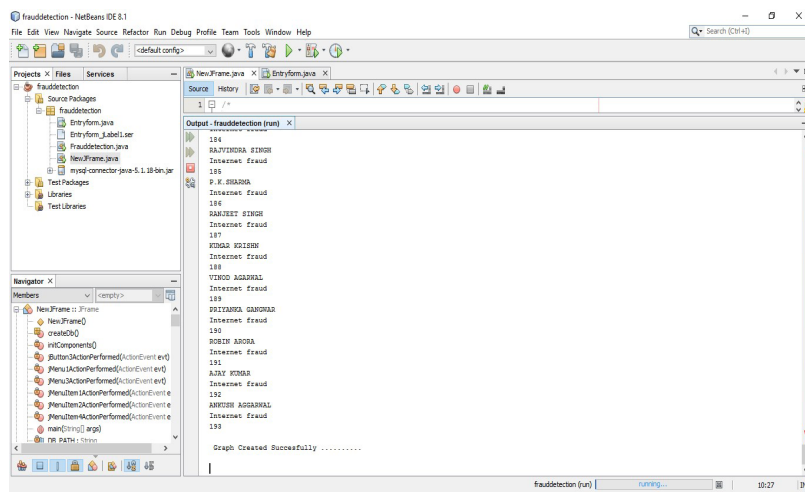 frauddetection - NetBeans IDE 8.1
File Edit View Navigate Source Refactor Run Debug Profile Team Tools Window Help
Search (Ctrl+I)
<default config>
Projects × Files Services
frauddetection
Source Packages
frauddetection
Entryform.java
Entryform_jLabel1.ser
Frauddetection.java
NewJFrame.java
mysql-connector-java-5.1.18-bin.jar
Test Packages
Libraries
Test Libraries
Navigator ×
Members <empty>
NewJFrame :: JFrame
NewJFrame()
createDb()
initComponents()
jButton3ActionPerformed(ActionEvent evt)
jMenu1ActionPerformed(ActionEvent evt)
jMenu3ActionPerformed(ActionEvent evt)
jMenuItem1ActionPerformed(ActionEvent e
jMenuItem2ActionPerformed(ActionEvent e
jMenuItem4ActionPerformed(ActionEvent e
main(String[] args)
DB_PATH : String
NewJFrame.java × Entryform.java ×
Source History
1 /*
Output - frauddetection (run) ×
Internet fraud
184
RAJVINDRA SINGH
Internet fraud
185
P.K.SHARMA
Internet fraud
186
RANJEET SINGH
Internet fraud
187
KUMAR KRISHN
Internet fraud
188
VINOD AGARWAL
Internet fraud
189
PRIYANKA GANGWAR
Internet fraud
190
ROBIN ARORA
Internet fraud
191
AJAY KUMAR
Internet fraud
192
ANKUSH AGGARWAL
Internet fraud
193
Graph Created Succesfully ..........
frauddetection (run) running... 10:27